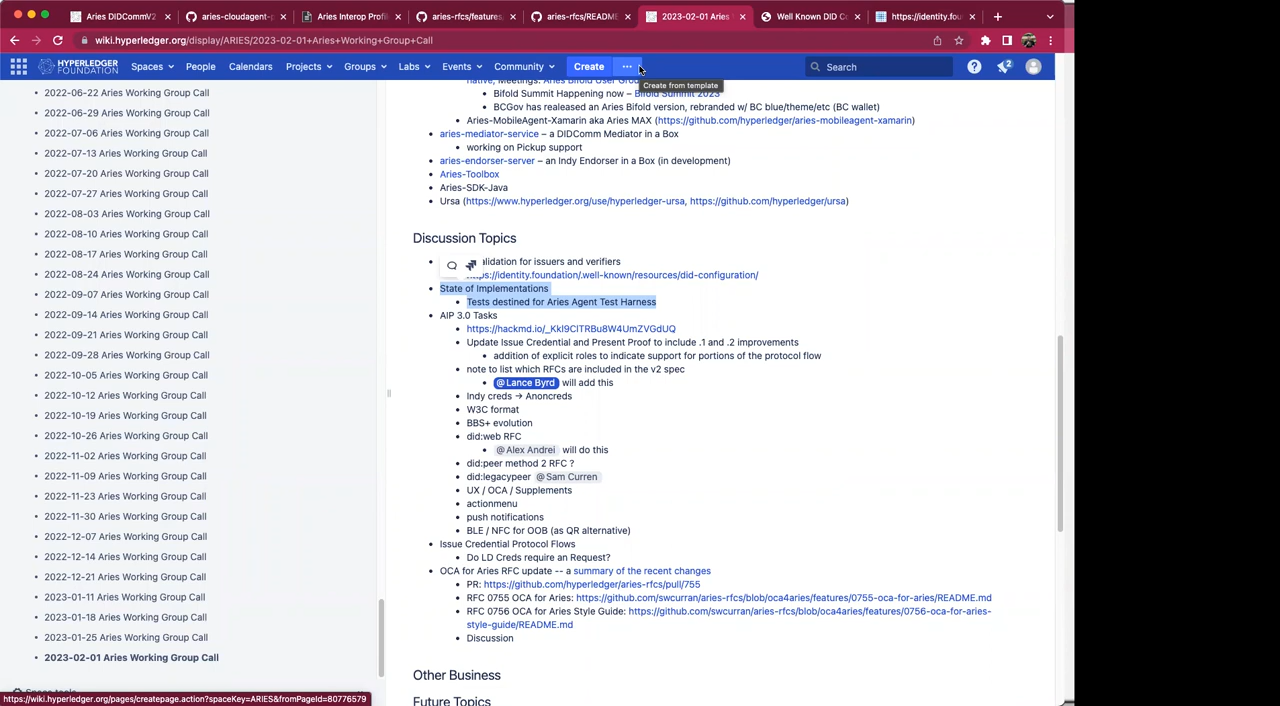 Aries DIDCommV2
aries-cloudagent-p
Aries Interop Profil
aries-rfcs/features
aries-rfcs/README
2023-02-01 Aries
Well Known DID Co
https://identity.fou
wiki.hyperledger.org/display/ARIES/2023-02-01+Aries+Working+Group+Call
HYPERLEDGER
FOUNDATION
Spaces
People
Calendars
Projects
Groups
Labs
Events
Community
Create
Search
2
Create from template
native, Meetings: Aries Bifold User Grou
Bifold Summit Happening now – Bifold Summit 2023
BCGov has realeased an Aries Bifold version, rebranded w/ BC blue/theme/etc (BC wallet)
Aries-MobileAgent-Xamarin aka Aries MAX (https://github.com/hyperledger/aries-mobileagent-xamarin)
aries-mediator-service – a DIDComm Mediator in a Box
working on Pickup support
aries-endorser-server – an Indy Endorser in a Box (in development)
Aries-Toolbox
Aries-SDK-Java
Ursa (https://www.hyperledger.org/use/hyperledger-ursa, https://github.com/hyperledger/ursa)
Discussion Topics
alidation for issuers and verifiers
https://identity.foundation/.well-known/resources/did-configuration/
State of Implementations
Tests destined for Aries Agent Test Harness
AIP 3.0 Tasks
https://hackmd.io/_Kkl9ClTRBu8W4UmZVGdUQ
Update Issue Credential and Present Proof to include .1 and .2 improvements
addition of explicit roles to indicate support for portions of the protocol flow
note to list which RFCs are included in the v2 spec
@Lance Byrd will add this
Indy creds → Anoncreds
W3C format
BBS+ evolution
did:web RFC
@Alex Andrei will do this
did:peer method 2 RFC ?
did:legacypeer @Sam Curren
UX / OCA / Supplements
actionmenu
push notifications
BLE / NFC for OOB (as QR alternative)
Issue Credential Protocol Flows
Do LD Creds require an Request?
OCA for Aries RFC update -- a summary of the recent changes
PR: https://github.com/hyperledger/aries-rfcs/pull/755
RFC 0755 OCA for Aries: https://github.com/swcurran/aries-rfcs/blob/oca4aries/features/0755-oca-for-aries/README.md
RFC 0756 OCA for Aries Style Guide: https://github.com/swcurran/aries-rfcs/blob/oca4aries/features/0756-oca-for-aries-
style-guide/README.md
Discussion
Other Business
Future Topics
2022-06-22 Aries Working Group Call
2022-06-29 Aries Working Group Call
2022-07-06 Aries Working Group Call
2022-07-13 Aries Working Group Call
2022-07-20 Aries Working Group Call
2022-07-27 Aries Working Group Call
2022-08-03 Aries Working Group Call
2022-08-10 Aries Working Group Call
2022-08-17 Aries Working Group Call
2022-08-24 Aries Working Group Call
2022-09-07 Aries Working Group Call
2022-09-14 Aries Working Group Call
2022-09-21 Aries Working Group Call
2022-09-28 Aries Working Group Call
2022-10-05 Aries Working Group Call
2022-10-12 Aries Working Group Call
2022-10-19 Aries Working Group Call
2022-10-26 Aries Working Group Call
2022-11-02 Aries Working Group Call
2022-11-09 Aries Working Group Call
2022-11-23 Aries Working Group Call
2022-11-30 Aries Working Group Call
2022-12-07 Aries Working Group Call
2022-12-14 Aries Working Group Call
2022-12-21 Aries Working Group Call
2023-01-11 Aries Working Group Call
2023-01-18 Aries Working Group Call
2023-01-25 Aries Working Group Call
2023-02-01 Aries Working Group Call
Space tools
https://wiki.hyperledger.org/pages/createpage.action?spaceKey=ARIES&fromPageId=80776579